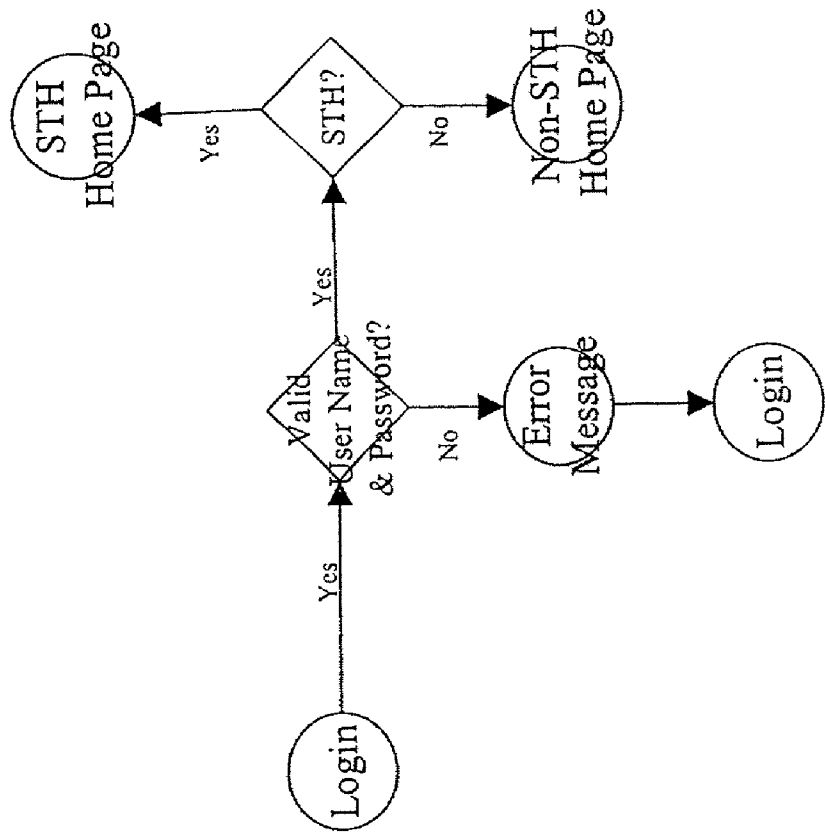 Login
Yes
Valid
User Name
& Password?
No
Error
Message
Login
Yes
STH?
Yes
STH
Home Page
No
Non-STH
Home Page